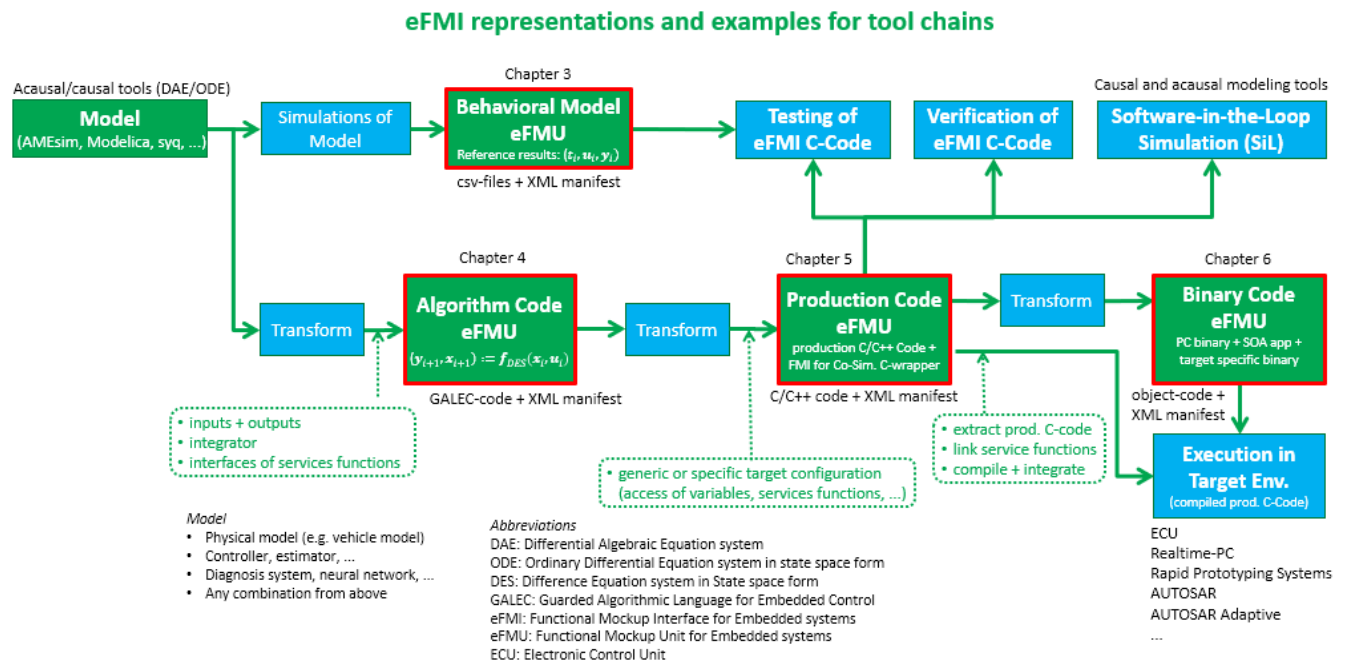 eFMI representations and examples for tool chains
Acausal/causal tools (DAE/ODE)
Model
(AMEsim, Modelica, syq, ...)
Simulations of
Model
Chapter 3
Behavioral Model
eFMU
Reference results: (tᵢ, uᵢ, yᵢ)
csv-files + XML manifest
Testing of
eFMI C-Code
Verification of
eFMI C-Code
Causal and acausal modeling tools
Software-in-the-Loop
Simulation (SiL)
Transform
Chapter 4
Algorithm Code
eFMU
(yᵢ₊₁, xᵢ₊₁) := f_DES(xᵢ, uᵢ)
GALEC-code + XML manifest
Transform
Chapter 5
Production Code
eFMU
production C/C++ Code +
FMI for Co-Sim. C-wrapper
C/C++ code + XML manifest
Transform
Chapter 6
Binary Code
eFMU
PC binary + SOA app +
target specific binary
object-code +
XML manifest
• inputs + outputs
• integrator
• interfaces of services functions
• generic or specific target configuration
(access of variables, services functions, ...)
• extract prod. C-code
• link service functions
• compile + integrate
Execution in
Target Env.
(compiled prod. C-Code)
ECU
Realtime-PC
Rapid Prototyping Systems
AUTOSAR
AUTOSAR Adaptive
...
Model
• Physical model (e.g. vehicle model)
• Controller, estimator, ...
• Diagnosis system, neural network, ...
• Any combination from above
Abbreviations
DAE: Differential Algebraic Equation system
ODE: Ordinary Differential Equation system in state space form
DES: Difference Equation system in State space form
GALEC: Guarded Algorithmic Language for Embedded Control
eFMI: Functional Mockup Interface for Embedded systems
eFMU: Functional Mockup Unit for Embedded systems
ECU: Electronic Control Unit